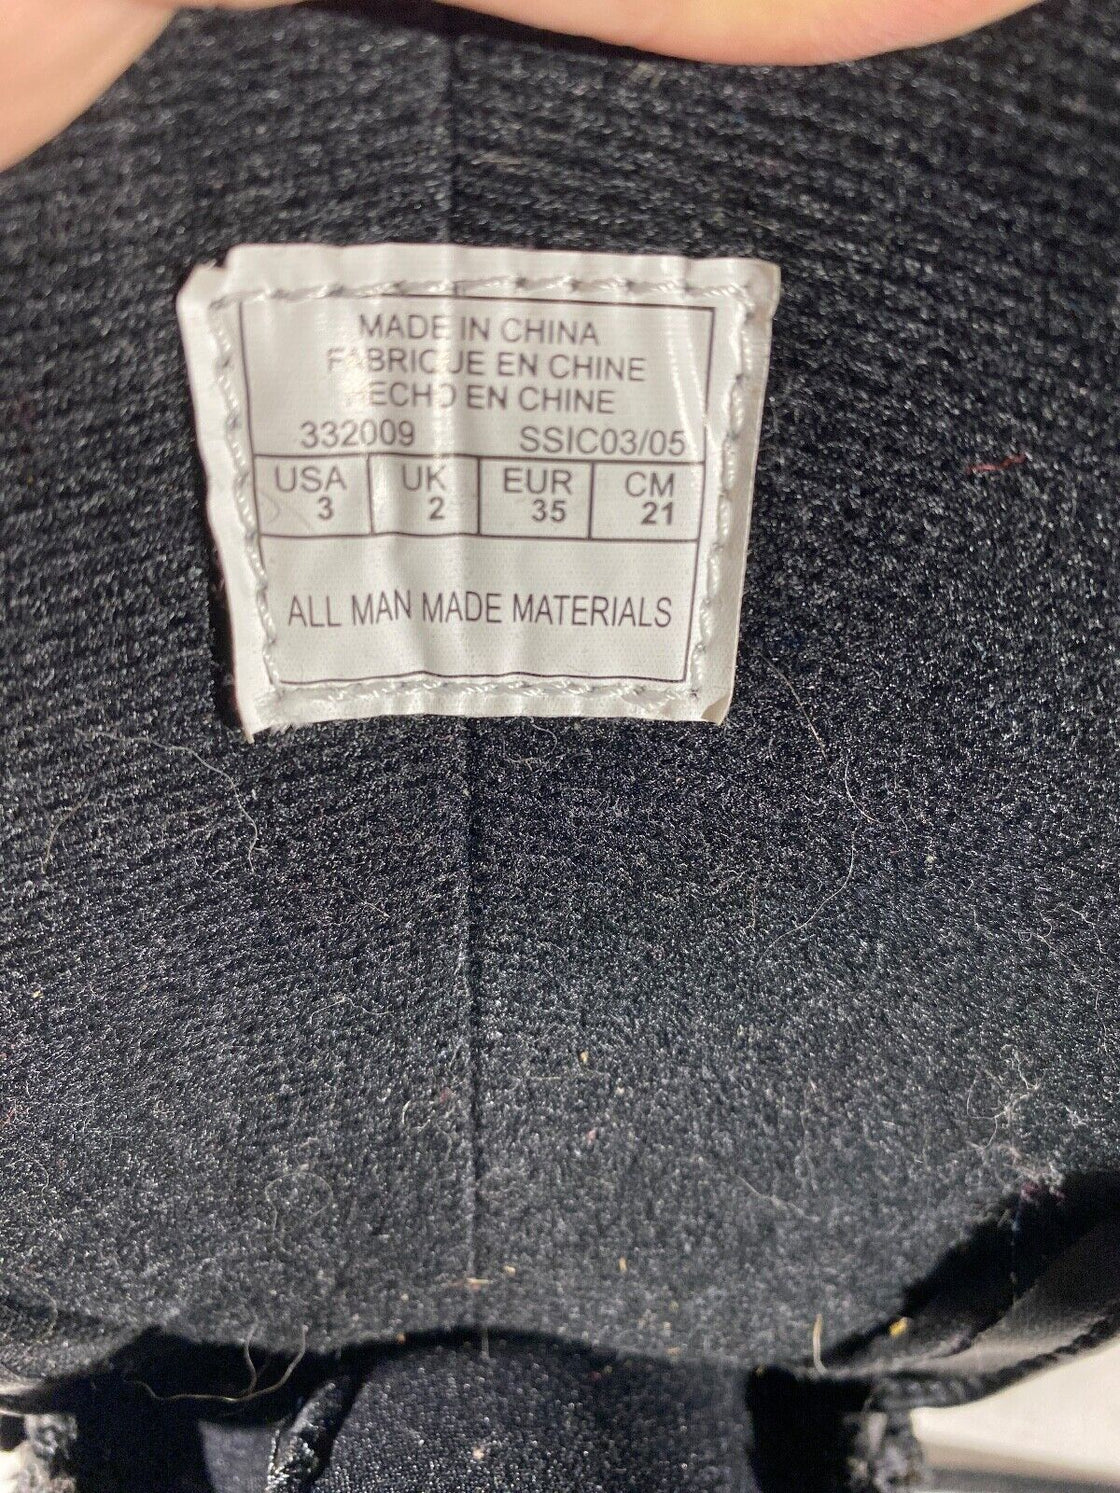 MADE IN CHINA
FABRIQUE EN CHINE
HECHO EN CHINE
332009 SSIC03/05
USA UK EUR CM
3 2 35 21
ALL MAN MADE MATERIALS